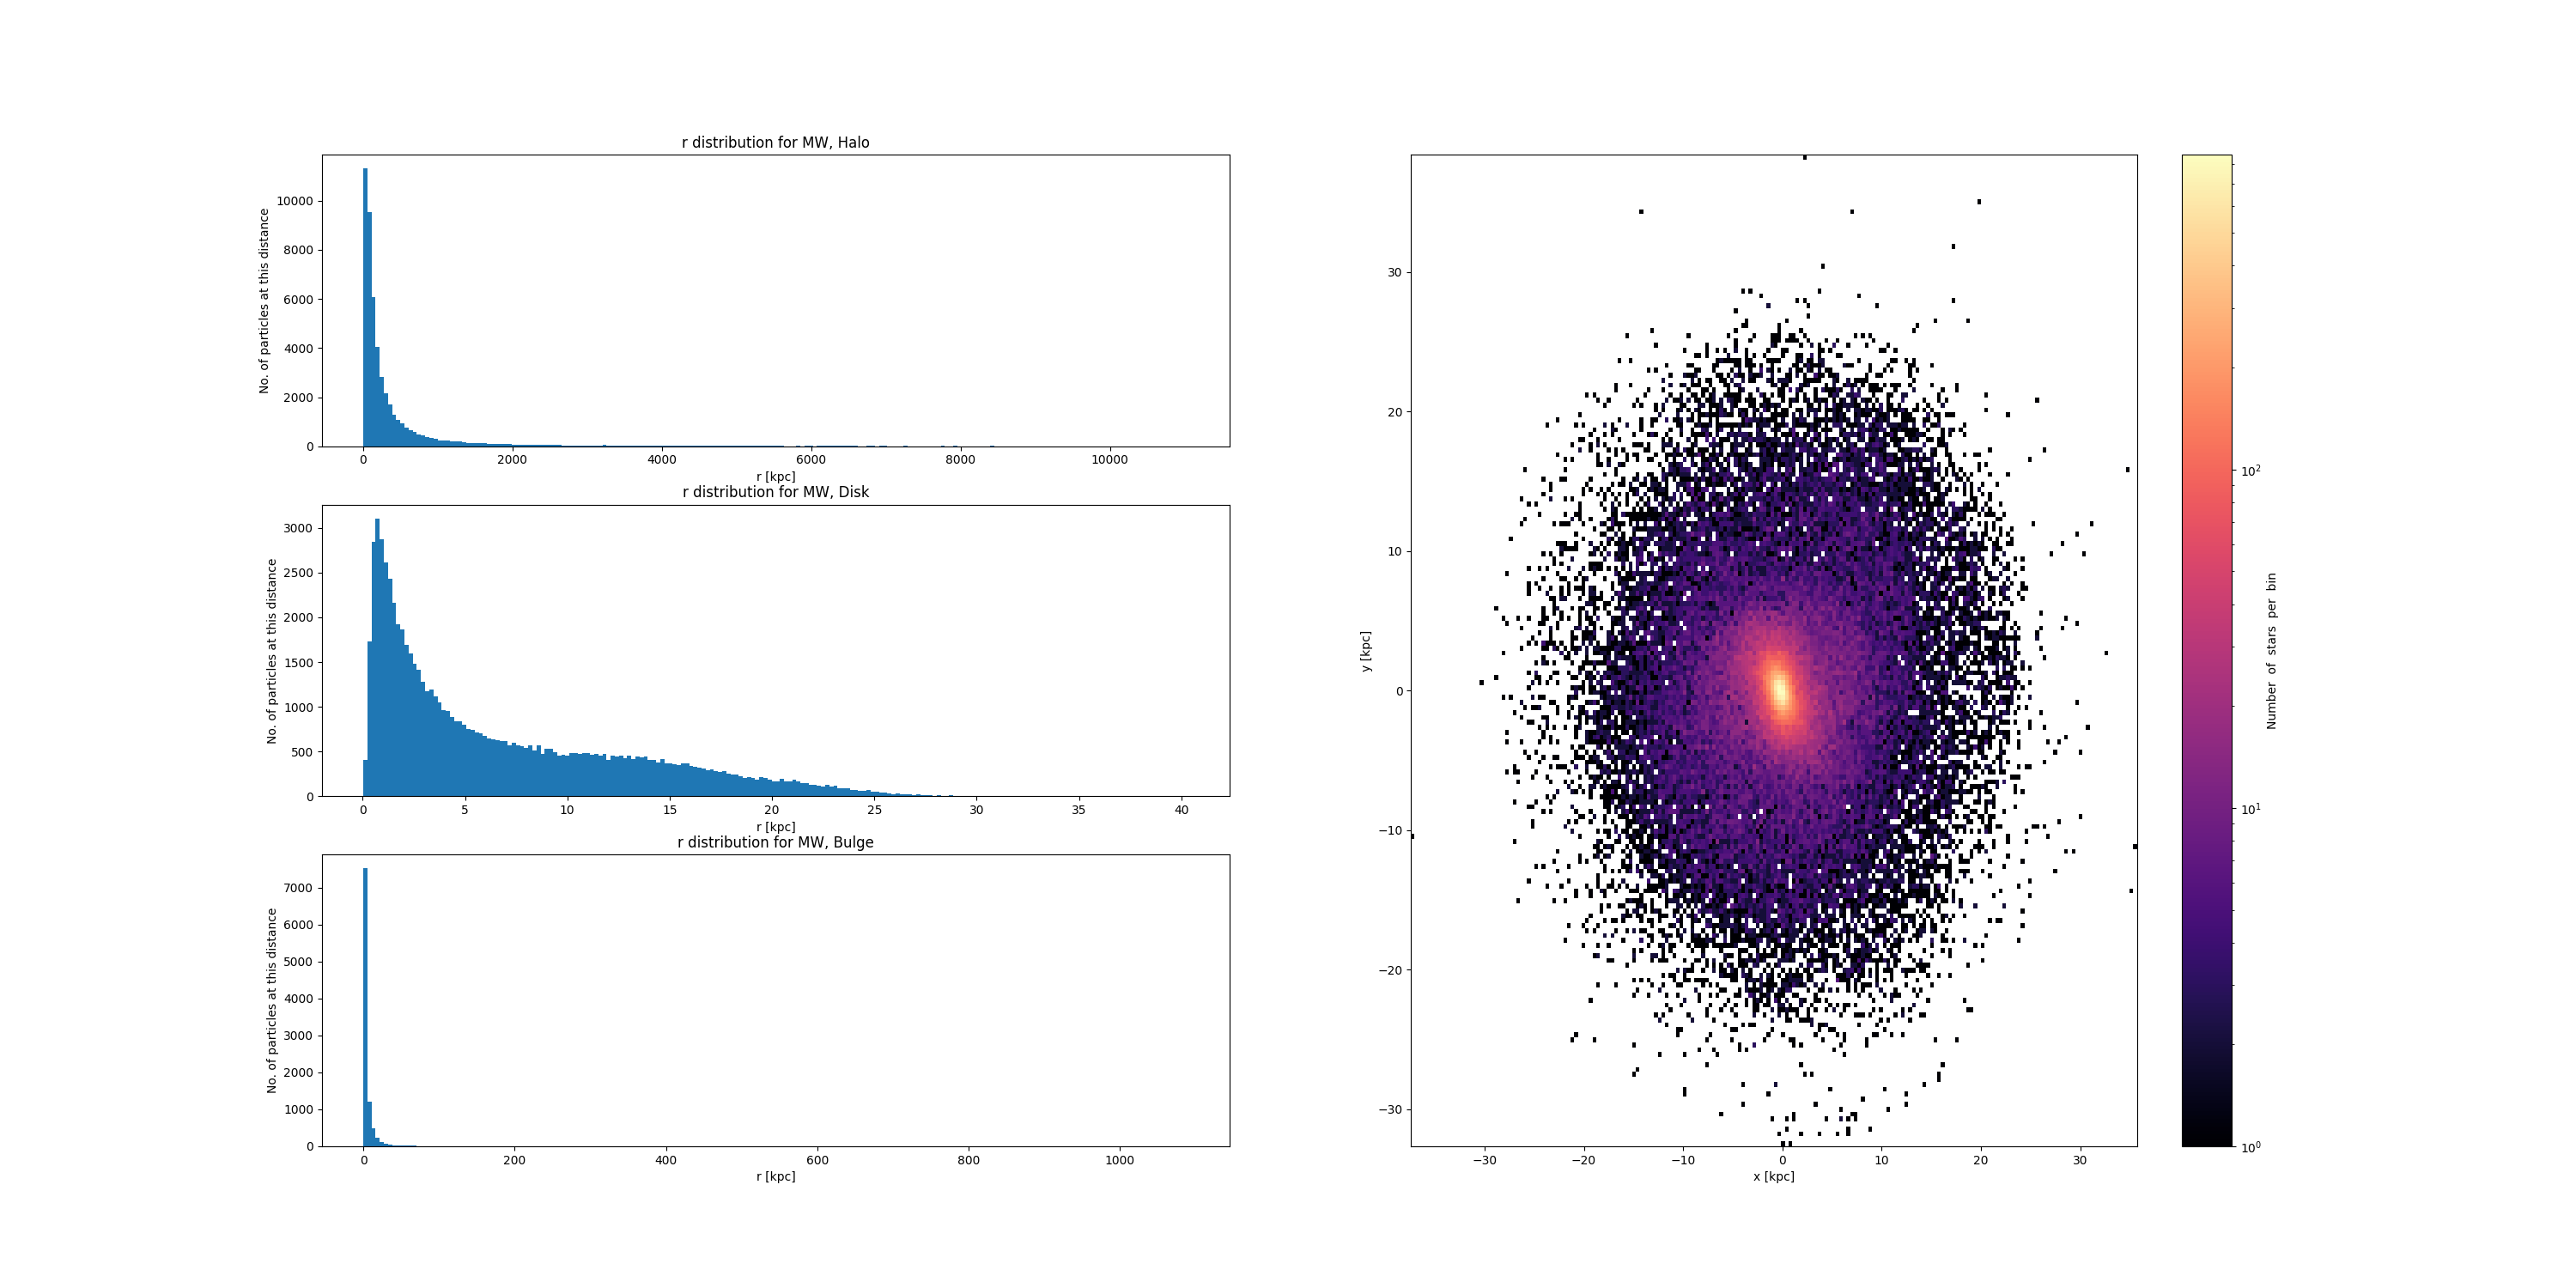 r distribution for MW, Halo
No. of particles at this distance
10000
8000
6000
4000
2000
0
0 2000 4000 6000 8000 10000
r [kpc]
r distribution for MW, Disk
No. of particles at this distance
3000
2500
2000
1500
1000
500
0
0 5 10 15 20 25 30 35 40
r [kpc]
r distribution for MW, Bulge
No. of particles at this distance
7000
6000
5000
4000
3000
2000
1000
0
0 200 400 600 800 1000
r [kpc]
y [kpc]
30
20
10
0
−10
−20
−30
−30 −20 −10 0 10 20 30
x [kpc]
10²
10¹
10⁰
Number of stars per bin